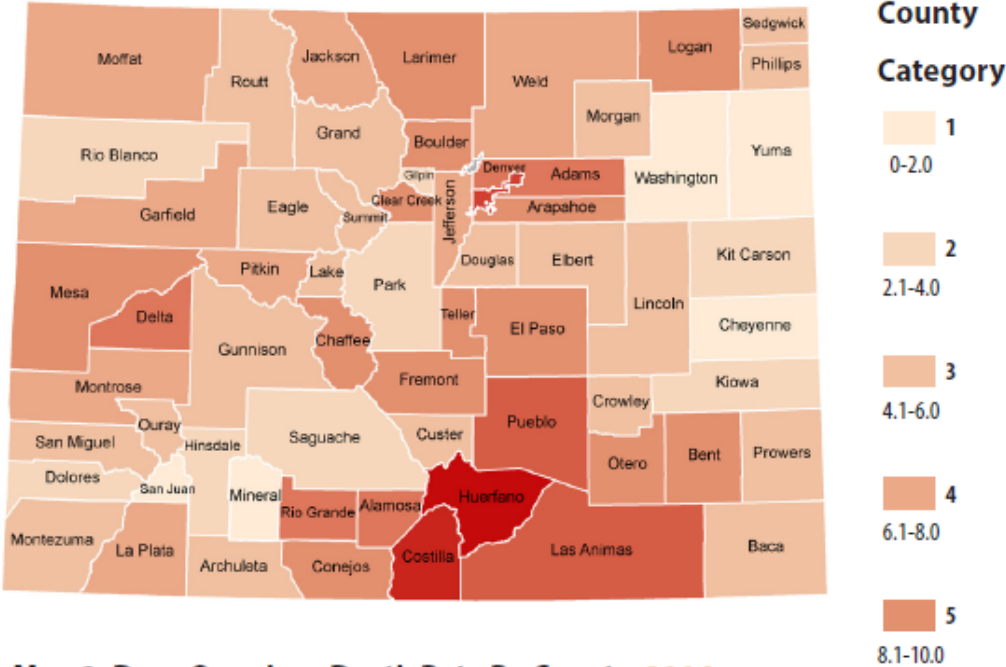 County
Category
1
0-2.0
2
2.1-4.0
3
4.1-6.0
4
6.1-8.0
5
8.1-10.0
Moffat
Routt
Jackson
Larimer
Weld
Logan
Sedgwick
Phillips
Rio Blanco
Grand
Boulder
Morgan
Washington
Yuma
Garfield
Eagle
Summit
Gilpin
Clear Creek
Jefferson
Denver
Adams
Arapahoe
Mesa
Pitkin
Lake
Park
Douglas
Elbert
Lincoln
Kit Carson
Delta
Gunnison
Chaffee
Teller
El Paso
Cheyenne
Montrose
Fremont
Pueblo
Crowley
Kiowa
Ouray
San Miguel
Hinsdale
Saguache
Custer
Otero
Bent
Prowers
Dolores
San Juan
Mineral
Rio Grande
Alamosa
Huerfano
Montezuma
La Plata
Archuleta
Conejos
Costilla
Las Animas
Baca